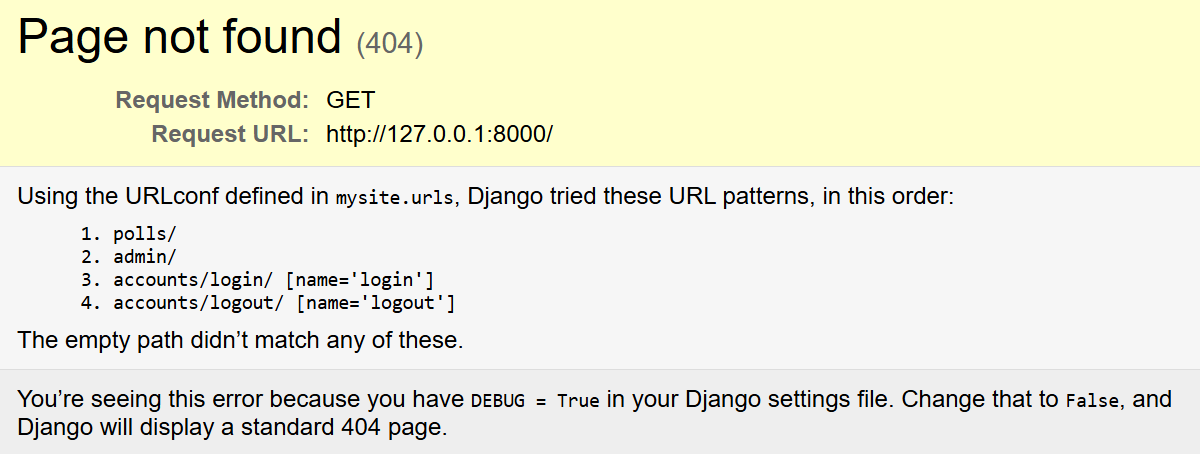 Page not found (404)
Request Method: GET
Request URL: http://127.0.0.1:8000/
Using the URLconf defined in mysite.urls, Django tried these URL patterns, in this order:
1. polls/
2. admin/
3. accounts/login/ [name='login']
4. accounts/logout/ [name='logout']
The empty path didn’t match any of these.
You’re seeing this error because you have DEBUG = True in your Django settings file. Change that to False, and
Django will display a standard 404 page.